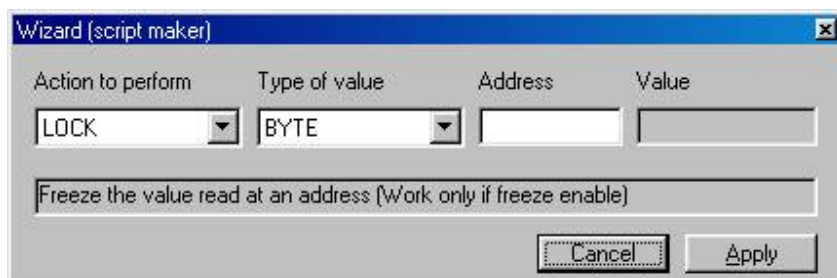 Wizard (script maker)
Action to perform Type of value Address Value
LOCK BYTE
Freeze the value read at an address (Work only if freeze enable)
Cancel Apply